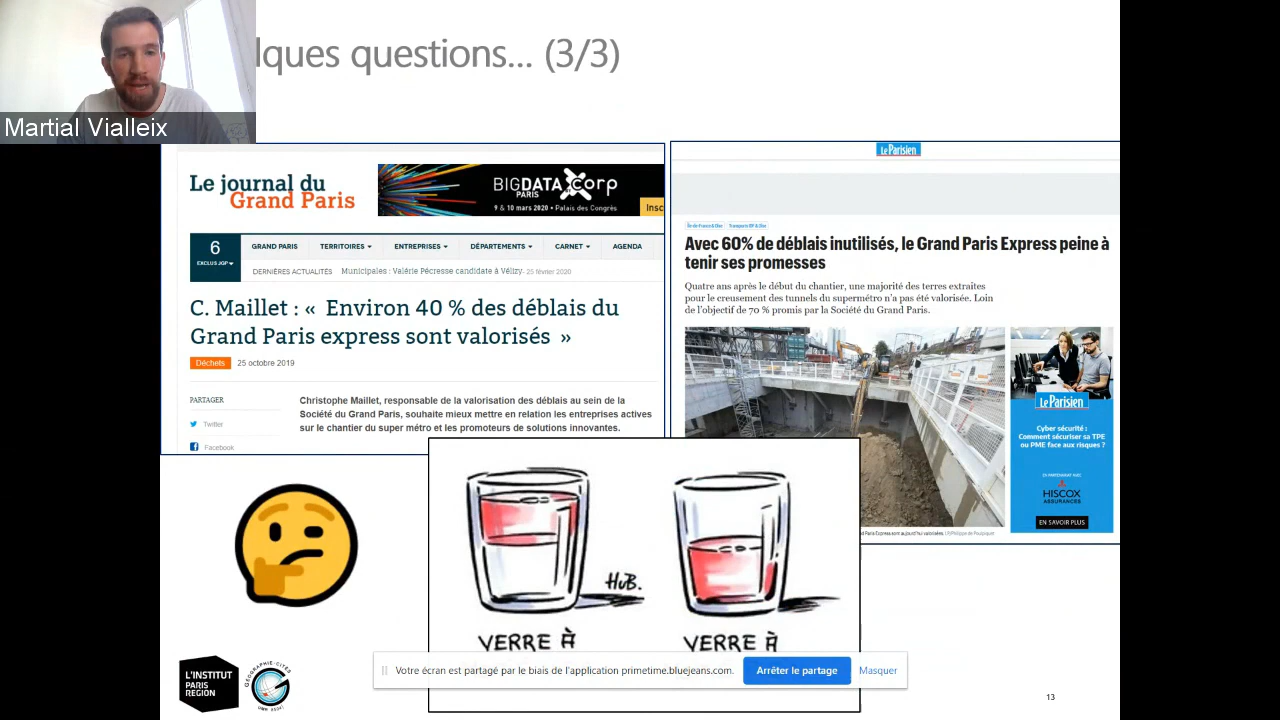 lques questions... (3/3)
Martial Vialleix
Le journal du
Grand Paris
BIGDATA
PARIS
corp
9 & 10 mars 2020 • Palais des Congrès
Insc
6
EXCLUS JGP
GRAND PARIS
TERRITOIRES
ENTREPRISES
DÉPARTEMENTS
CARNET
AGENDA
DERNIÈRES ACTUALITÉS
Municipales : Valérie Pécresse candidate à Vélizy - 25 février 2020
C. Maillet : « Environ 40 % des déblais du
Grand Paris express sont valorisés »
Déchets
25 octobre 2019
PARTAGER
Twitter
Facebook
Christophe Maillet, responsable de la valorisation des déblais au sein de la
Société du Grand Paris, souhaite mieux mettre en relation les entreprises actives
sur le chantier du super métro et les promoteurs de solutions innovantes.
Le Parisien
Avec 60% de déblais inutilisés, le Grand Paris Express peine à
tenir ses promesses
Quatre ans après le début du chantier, une majorité des terres extraites
pour le creusement des tunnels du supermétro n'a pas été valorisée. Loin
de l'objectif de 70 % promis par la Société du Grand Paris.
Le Parisien
Cyber sécurité :
Comment sécuriser sa TPE
ou PME face aux risques ?
EN PARTENARIAT AVEC
HISCOX
ASSURANCES
EN SAVOIR PLUS
HUB.
VERRE À
VERRE À
Votre écran est partagé par le biais de l'application primetime.bluejeans.com.
Arrêter le partage
Masquer
L'INSTITUT
PARIS
REGION
GÉOGRAPHIE-CITÉS
13